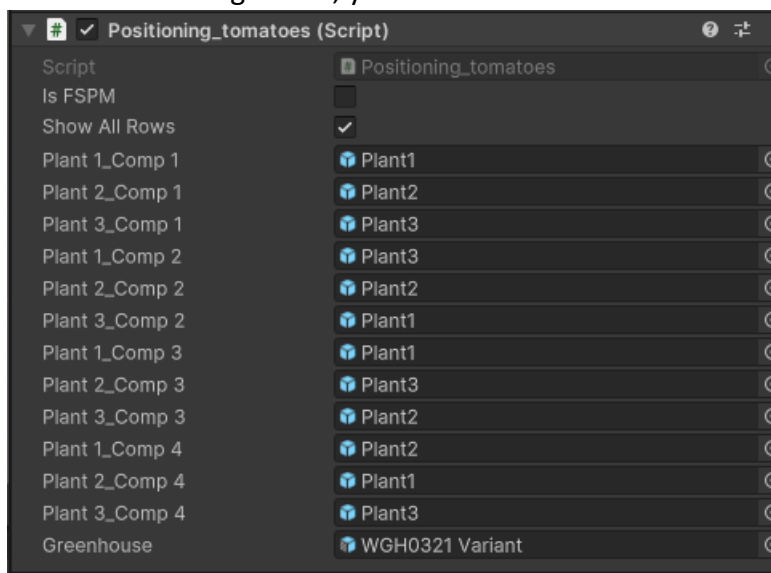 Positioning_tomatoes (Script)
Script Positioning_tomatoes
Is FSPM
Show All Rows
Plant 1_Comp 1 Plant1
Plant 2_Comp 1 Plant2
Plant 3_Comp 1 Plant3
Plant 1_Comp 2 Plant3
Plant 2_Comp 2 Plant2
Plant 3_Comp 2 Plant1
Plant 1_Comp 3 Plant1
Plant 2_Comp 3 Plant3
Plant 3_Comp 3 Plant2
Plant 1_Comp 4 Plant2
Plant 2_Comp 4 Plant1
Plant 3_Comp 4 Plant3
Greenhouse WGH0321 Variant